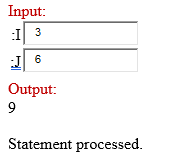 Input:
:I 3
:J 6
Output:
9
Statement processed.